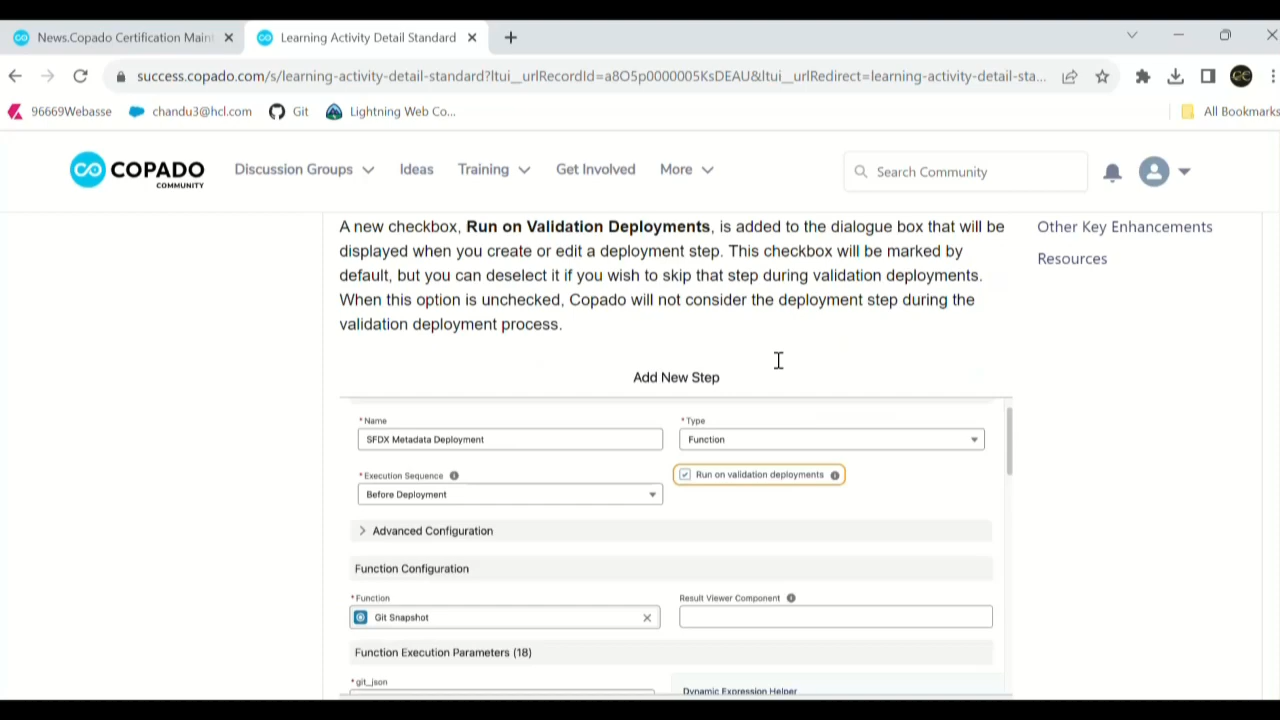 News.Copado Certification Maint
Learning Activity Detail Standard
success.copado.com/s/learning-activity-detail-standard?ltui__urlRecordId=a8O5p0000005KsDEAU&ltui__urlRedirect=learning-activity-detail-sta...
96669Webasse
chandu3@hcl.com
Git
Lightning Web Co...
All Bookmarks
COPADO
COMMUNITY
Discussion Groups
Ideas
Training
Get Involved
More
Search Community
A new checkbox, Run on Validation Deployments, is added to the dialogue box that will be
displayed when you create or edit a deployment step. This checkbox will be marked by
default, but you can deselect it if you wish to skip that step during validation deployments.
When this option is unchecked, Copado will not consider the deployment step during the
validation deployment process.
Other Key Enhancements
Resources
Add New Step
*Name
*Type
SFDX Metadata Deployment
Function
*Execution Sequence
Run on validation deployments
Before Deployment
Advanced Configuration
Function Configuration
*Function
Result Viewer Component
Git Snapshot
Function Execution Parameters (18)
*git_json
Dynamic Expression Helper